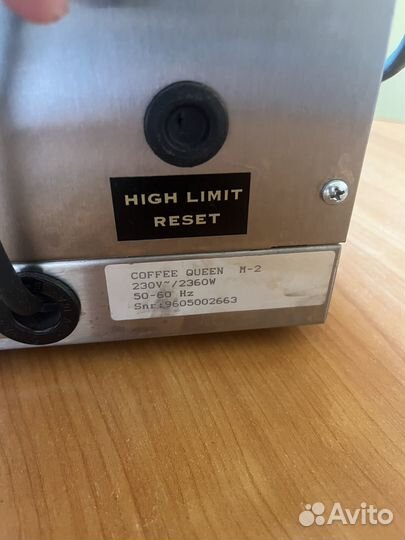 HIGH LIMIT
RESET
COFFEE QUEEN M-2
230V~/2360W
50-60 Hz
Snr:9605002663
Avito